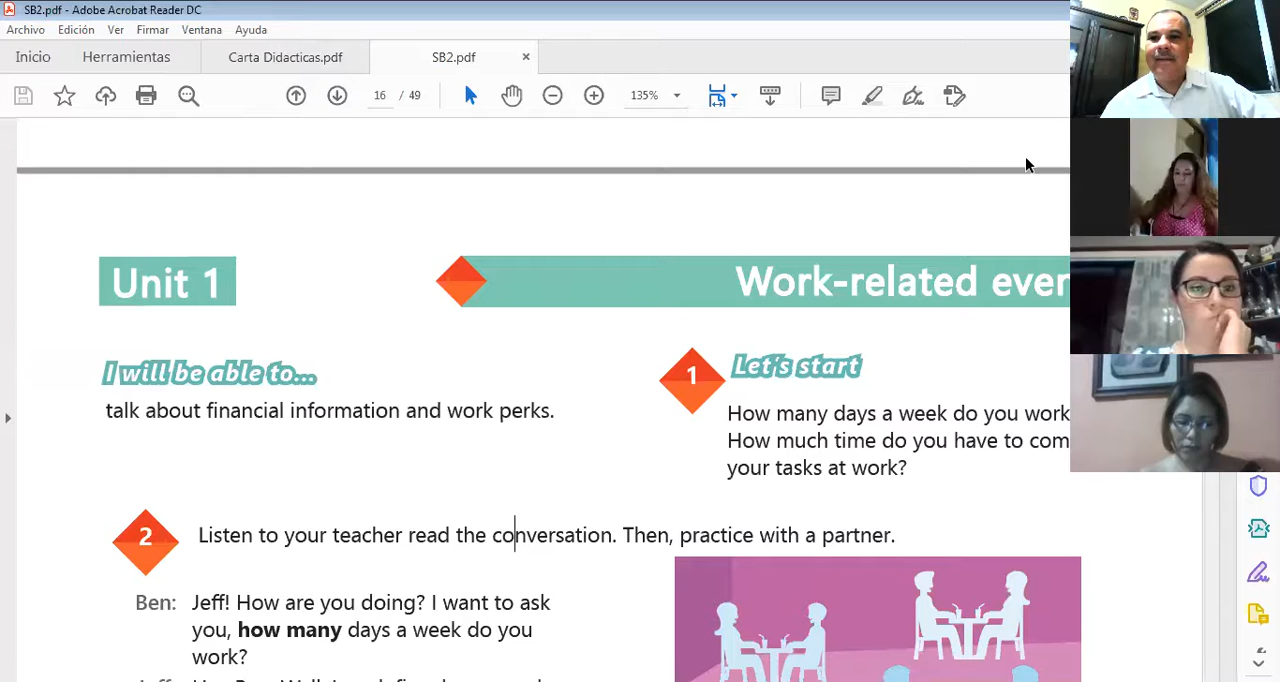 SB2.pdf - Adobe Acrobat Reader DC
Archivo Edición Ver Firmar Ventana Ayuda
Inicio Herramientas Carta Didacticas.pdf SB2.pdf ×
16 / 49 135%
Unit 1
Work-related even
I will be able to...
talk about financial information and work perks.
1 Let's start
How many days a week do you work
How much time do you have to com
your tasks at work?
2 Listen to your teacher read the conversation. Then, practice with a partner.
Ben: Jeff! How are you doing? I want to ask
you, how many days a week do you
work?